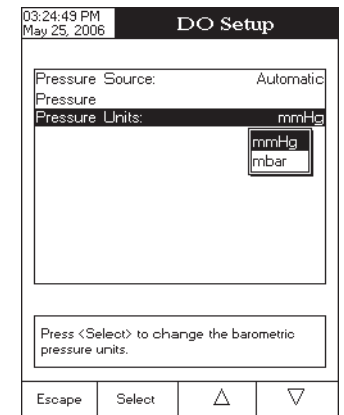 03:24:49 PM
May 25, 2006
DO Setup
Pressure Source: Automatic
Pressure
Pressure Units: mmHg
mmHg
mbar
Press <Select> to change the barometric
pressure units.
Escape Select △ ▽